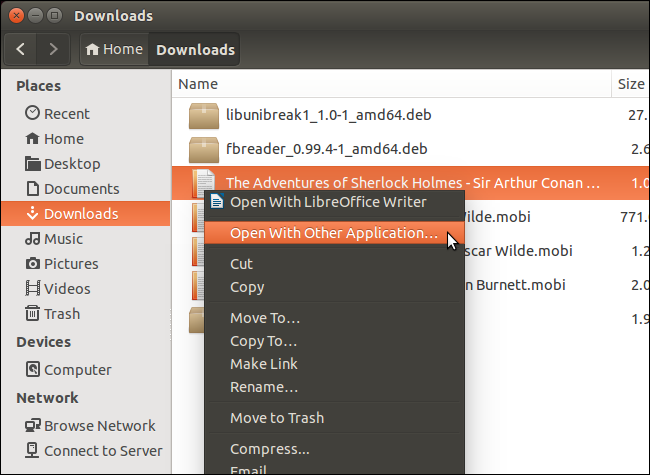 Downloads
Home
Downloads
Places
Recent
Home
Desktop
Documents
Downloads
Music
Pictures
Videos
Trash
Devices
Computer
Network
Browse Network
Connect to Server
Name
Size
libunibreak1_1.0-1_amd64.deb
27.
fbreader_0.99.4-1_amd64.deb
2.6
The Adventures of Sherlock Holmes - Sir Arthur Conan ...
1.0
Wilde.mobi
771.
scar Wilde.mobi
1.2
n Burnett.mobi
2.0
1.9
Open With LibreOffice Writer
Open With Other Application...
Cut
Copy
Move To...
Copy To...
Make Link
Rename...
Move to Trash
Compress...
Email